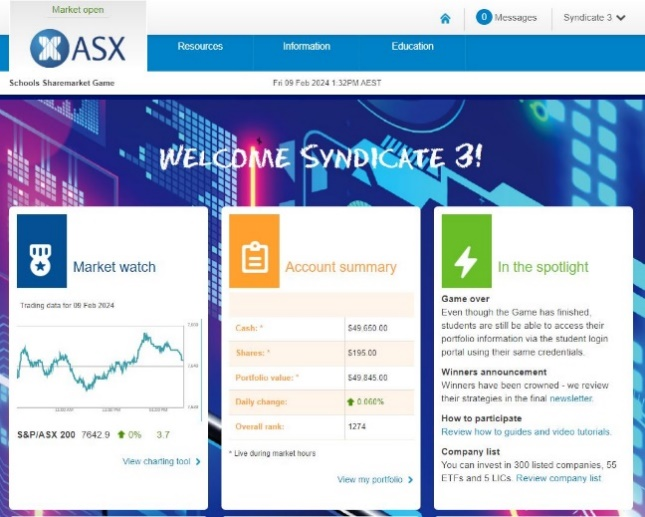 Market open
ASX
0 Messages
Syndicate 3
Resources
Information
Education
Schools Sharemarket Game
Fri 09 Feb 2024 1:32PM AEST
WELCOME SYNDICATE 3!
Market watch
Trading data for 09 Feb 2024
S&P/ASX 200 7642.9 0% 3.7
View charting tool
Account summary
Cash: * $49,650.00
Shares: * $195.00
Portfolio value: * $49,845.00
Daily change: 0.000%
Overall rank: 1274
* Live during market hours
View my portfolio
In the spotlight
Game over
Even though the Game has finished,
students are still be able to access their
portfolio information via the student login
portal using their same credentials.
Winners announcement
Winners have been crowned - we review
their strategies in the final newsletter.
How to participate
Review how to guides and video tutorials.
Company list
You can invest in 300 listed companies, 55
ETFs and 5 LICs. Review company list